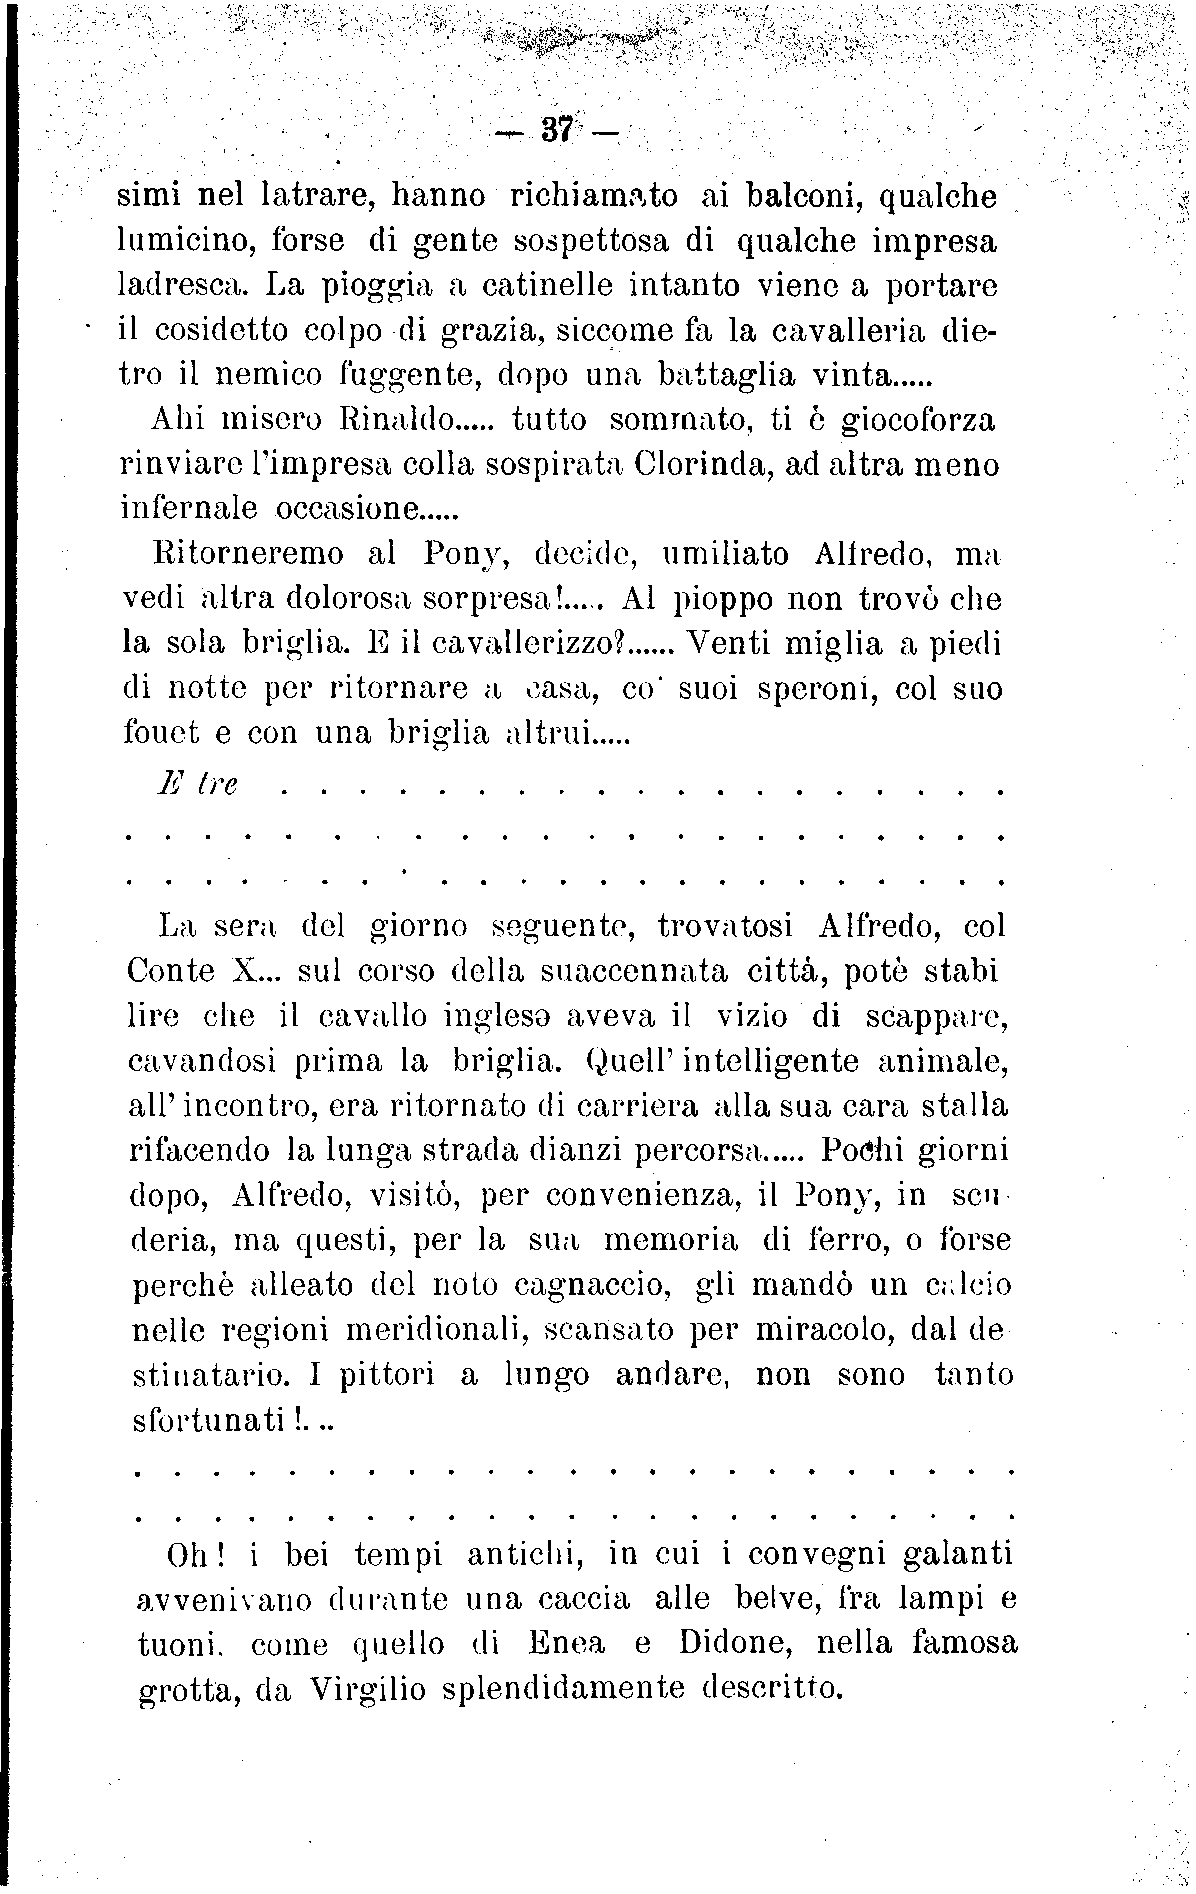 — 37 —
simi nel latrare, hanno richiamato ai balconi, qualche
lumicino, forse di gente sospettosa di qualche impresa
ladresca. La pioggia a catinelle intanto viene a portare
il cosidetto colpo di grazia, siccome fa la cavalleria die-
tro il nemico fuggente, dopo una battaglia vinta.....
Ahi misero Rinaldo..... tutto sommato, ti è giocoforza
rinviare l'impresa colla sospirata Clorinda, ad altra meno
infernale occasione.....
Ritorneremo al Pony, decide, umiliato Alfredo, ma
vedi altra dolorosa sorpresa!..... Al pioppo non trovò che
la sola briglia. E il cavallerizzo?...... Venti miglia a piedi
di notte per ritornare a casa, co' suoi speroni, col suo
fouet e con una briglia altrui.....
E tre . . . . . . . . . . . . . . . . . . .
. . . . . . . . . . . . . . . . . . . . . .
. . . . . . . . . . . . . . . . . . . . . . .
La sera del giorno seguente, trovatosi Alfredo, col
Conte X... sul corso della suaccennata città, potè stabi
lire che il cavallo inglese aveva il vizio di scappare,
cavandosi prima la briglia. Quell' intelligente animale,
all' incontro, era ritornato di carriera alla sua cara stalla
rifacendo la lunga strada dianzi percorsa..... Pochi giorni
dopo, Alfredo, visitò, per convenienza, il Pony, in scu-
deria, ma questi, per la sua memoria di ferro, o forse
perchè alleato del noto cagnaccio, gli mandò un calcio
nelle regioni meridionali, scansato per miracolo, dal de
stinatario. I pittori a lungo andare, non sono tanto
sfortunati !. ..
. . . . . . . . . . . . . . . . . . . . . . .
. . . . . . . . . . . . . . . . . . . . . . .
Oh ! i bei tempi antichi, in cui i convegni galanti
avvenivano durante una caccia alle belve, fra lampi e
tuoni. come quello di Enea e Didone, nella famosa
grotta, da Virgilio splendidamente descritto.